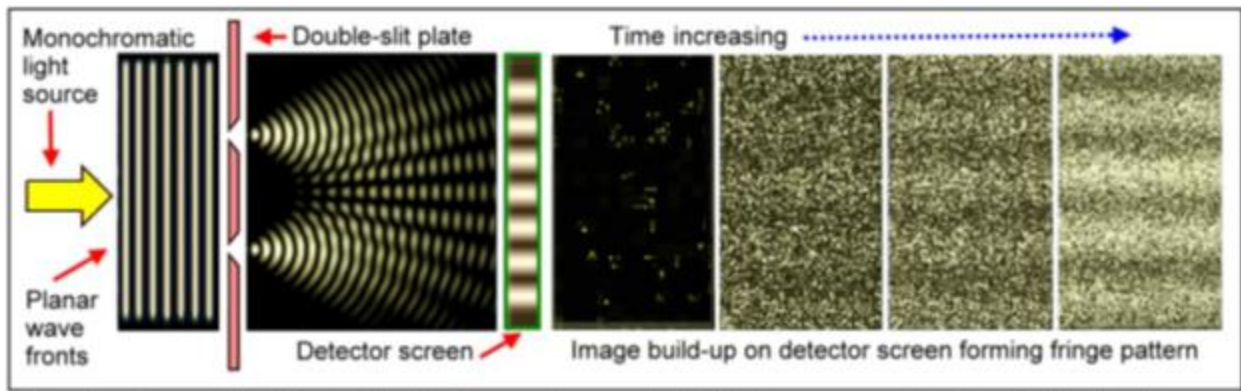 Monochromatic
light
source
Double-slit plate
Time increasing
Planar
wave
fronts
Detector screen
Image build-up on detector screen forming fringe pattern